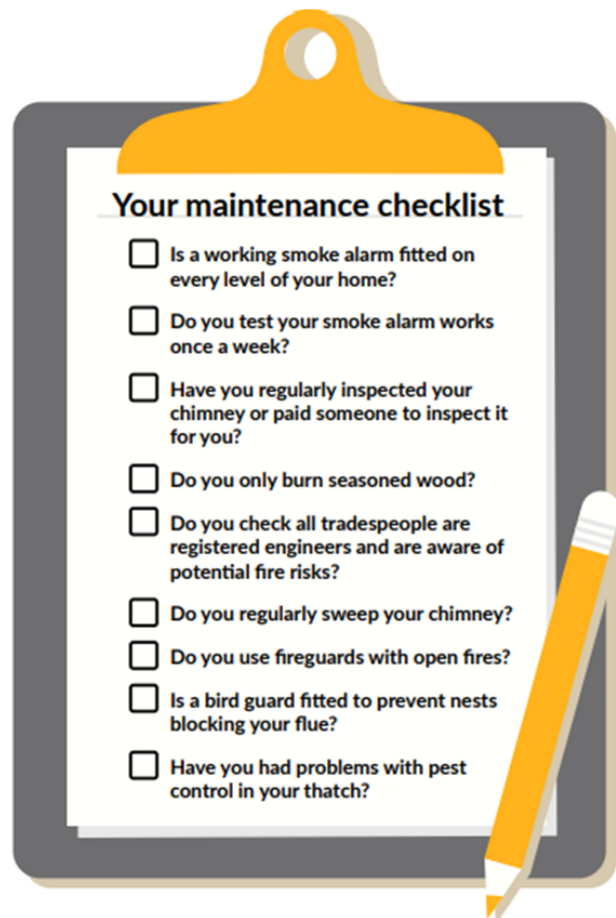 Your maintenance checklist
Is a working smoke alarm fitted on
every level of your home?
Do you test your smoke alarm works
once a week?
Have you regularly inspected your
chimney or paid someone to inspect it
for you?
Do you only burn seasoned wood?
Do you check all tradespeople are
registered engineers and are aware of
potential fire risks?
Do you regularly sweep your chimney?
Do you use fireguards with open fires?
Is a bird guard fitted to prevent nests
blocking your flue?
Have you had problems with pest
control in your thatch?